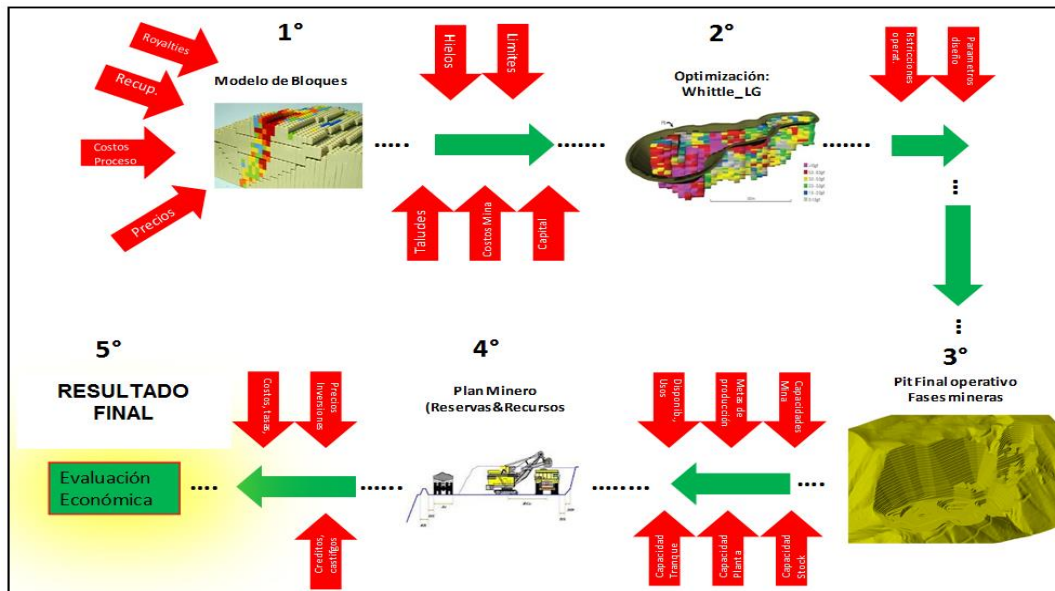 1°
Modelo de Bloques
Royalties
Recup.
Costos
Proceso
Precios
Hielos
Limites
Taludes
Costos Mina
Capital
2°
Optimización:
Whittle_LG
Rstricciones
operat.
Parametros
diseño
3°
Pit Final operativo
Fases mineras
Capacidades
Mina
Metas de
producción
Disponib.,
Usos
Capacidad
Stock
Capacidad
Planta
Capacidad
Tranque
4°
Plan Minero
(Reservas&Recursos
Precios
Inversiones
Costos, tasas,
Creditos,
castigos
5°
RESULTADO
FINAL
Evaluación
Económica